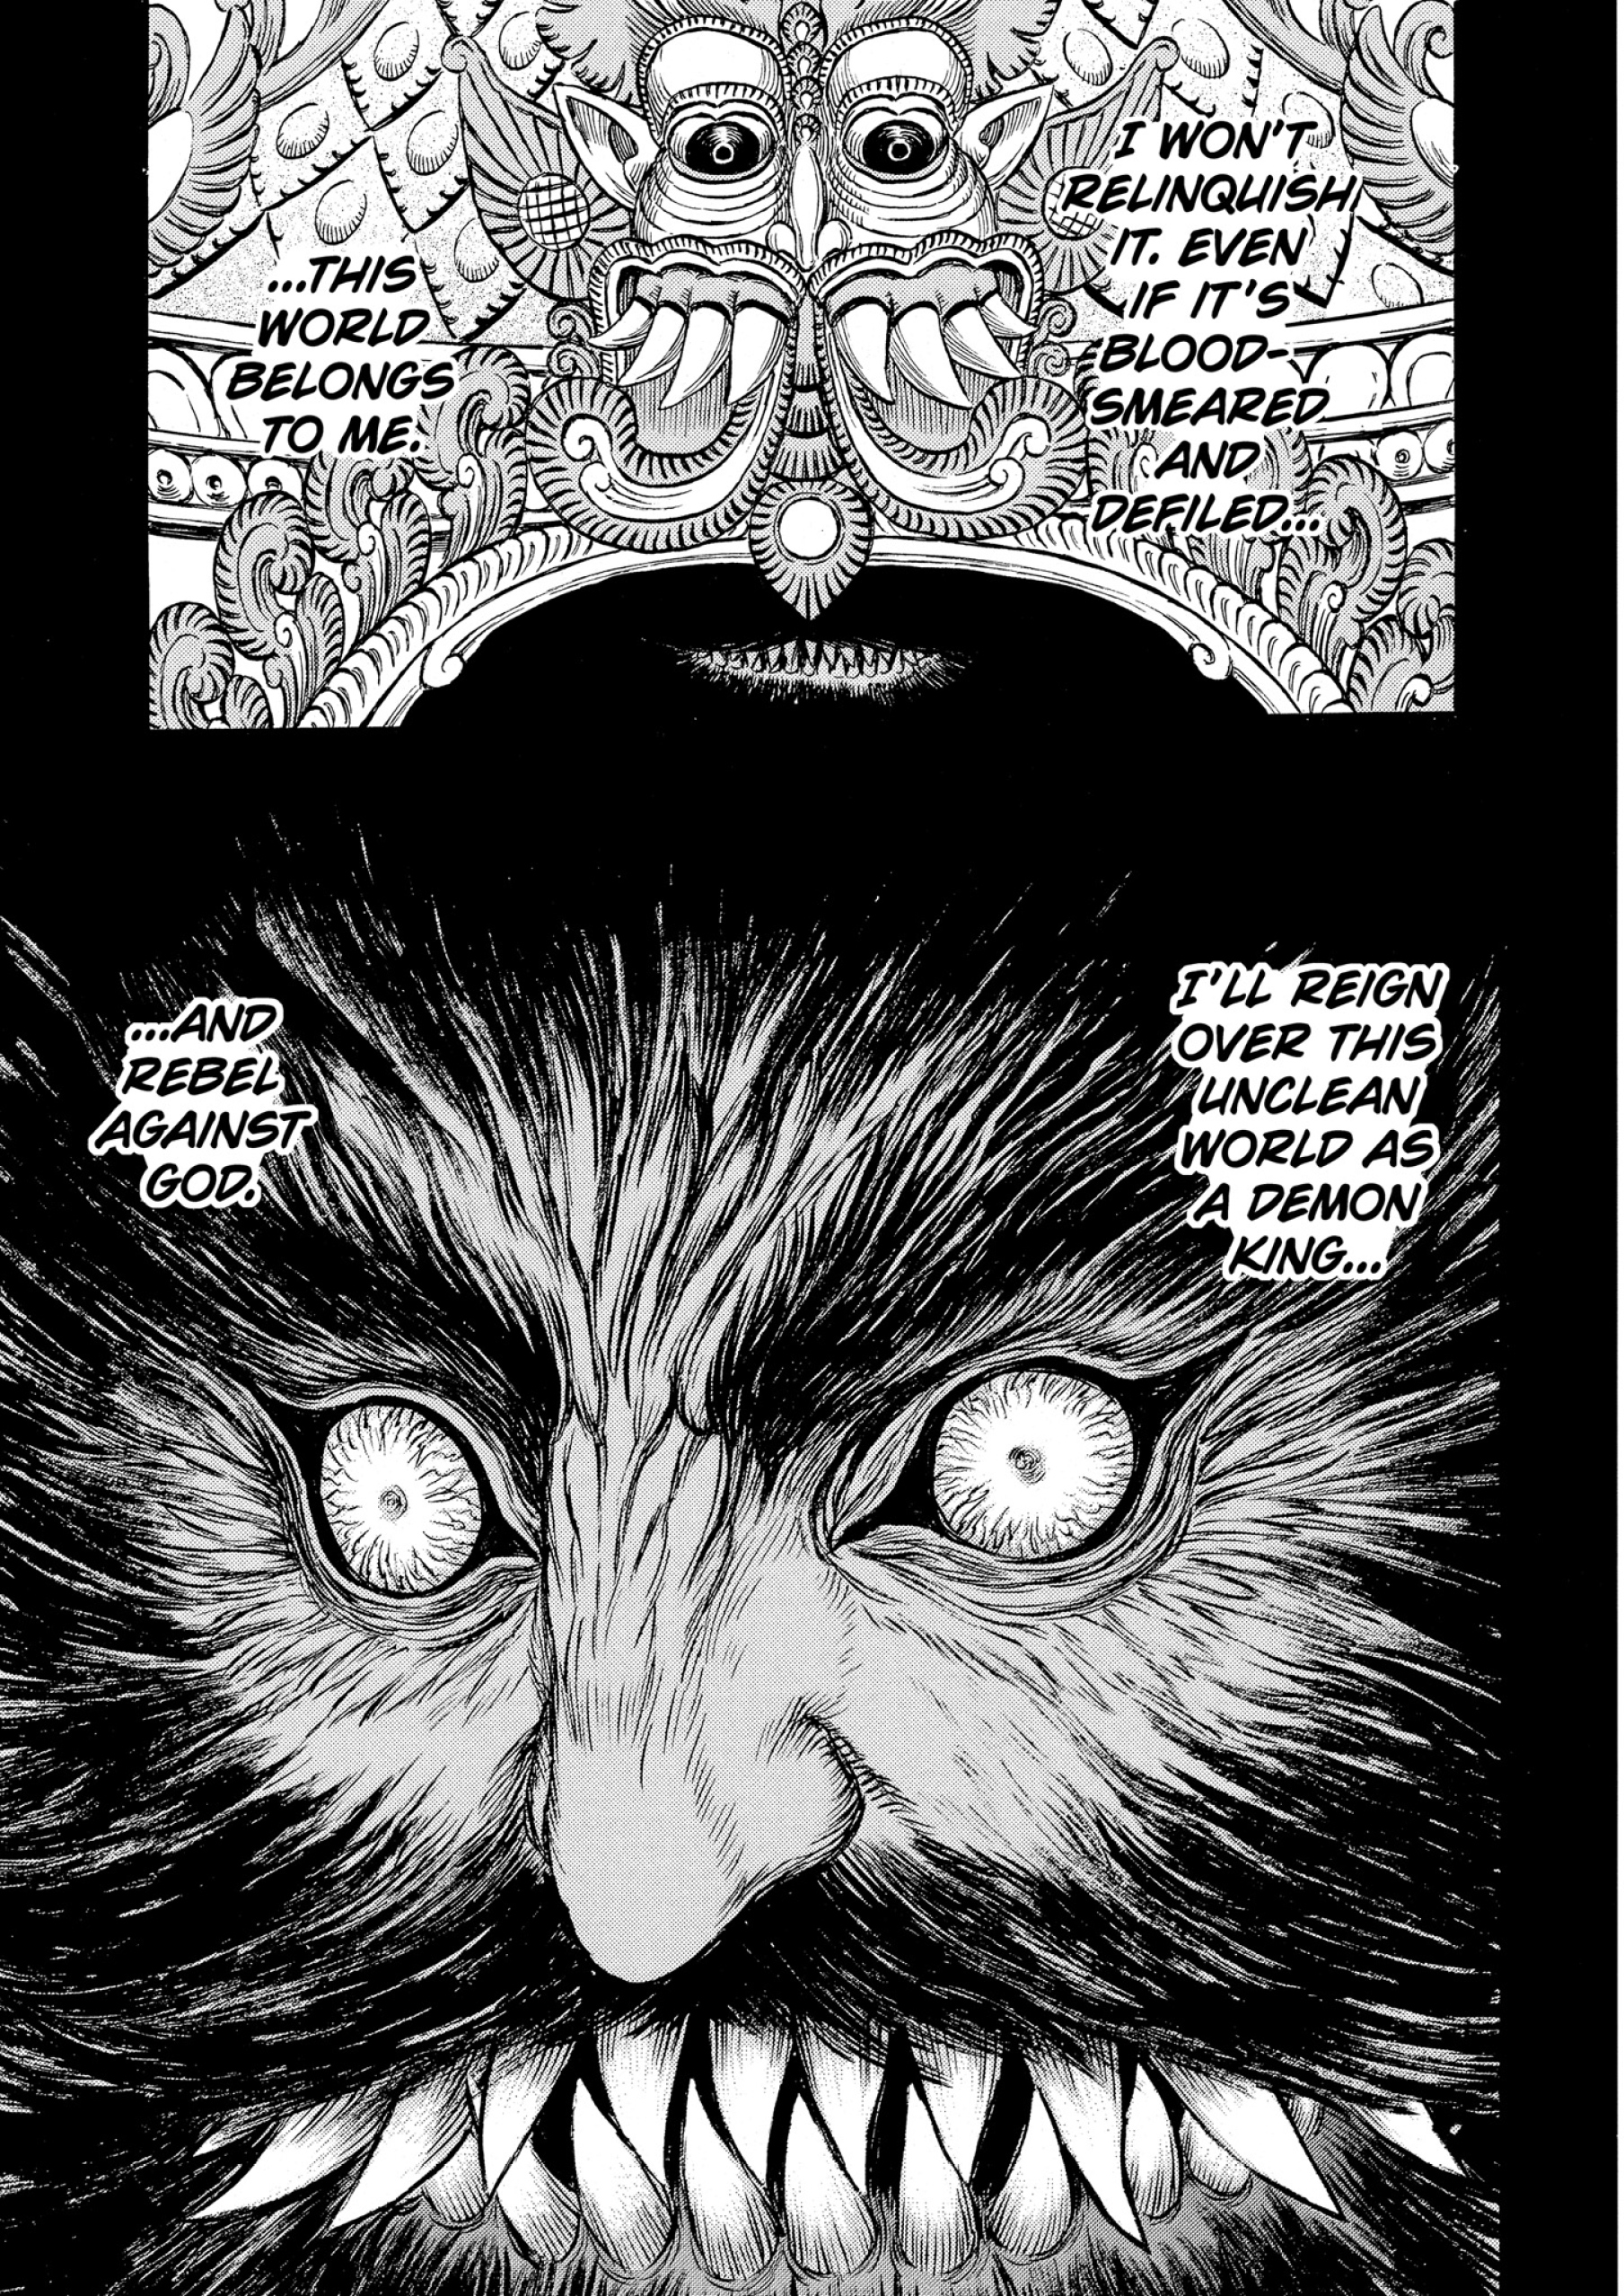 I WON'T
RELINQUISH
IT. EVEN
IF IT'S
BLOOD-
SMEARED
AND
DEFILED...
...THIS
WORLD
BELONGS
TO ME.
I'LL REIGN
OVER THIS
UNCLEAN
WORLD AS
A DEMON
KING...
...AND
REBEL
AGAINST
GOD.